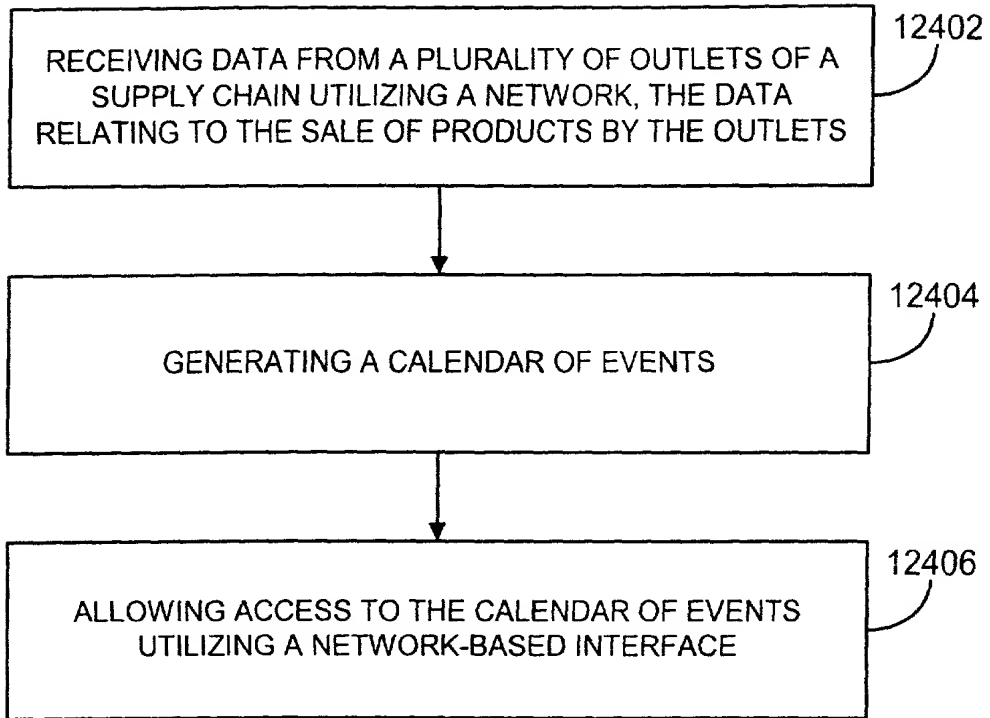 12402
RECEIVING DATA FROM A PLURALITY OF OUTLETS OF A
SUPPLY CHAIN UTILIZING A NETWORK, THE DATA
RELATING TO THE SALE OF PRODUCTS BY THE OUTLETS
12404
GENERATING A CALENDAR OF EVENTS
12406
ALLOWING ACCESS TO THE CALENDAR OF EVENTS
UTILIZING A NETWORK-BASED INTERFACE